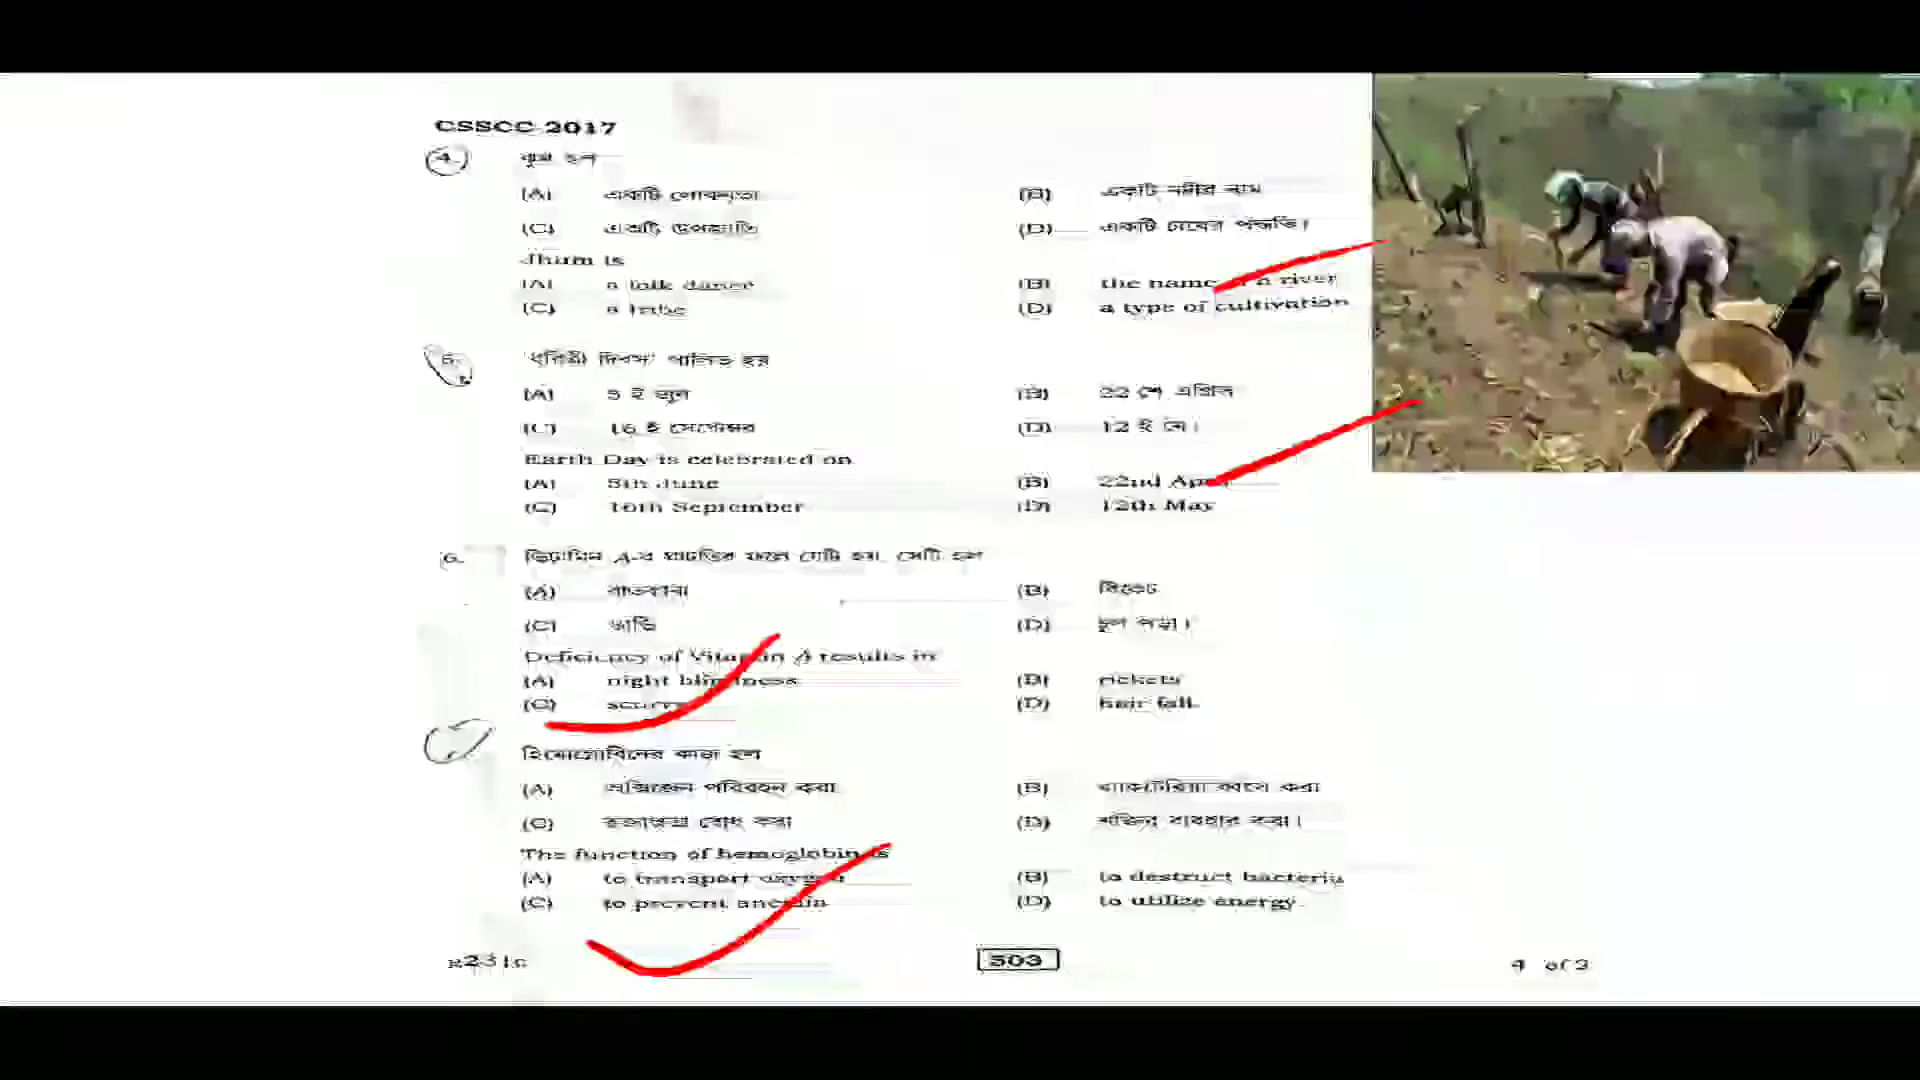 CSSCC-2017
4. ঝুম হল
(A) একটি লোকনৃত্য (B) একটি নদীর নাম
(C) একটি উপজাতি (D) একটি চাষের পদ্ধতি।
Jhum is
(A) a folk dance (B) the name of a river
(C) a tribe (D) a type of cultivation
5. 'ধরিত্রী দিবস' পালিত হয়
(A) 5 ই জুন (B) 22 শে এপ্রিল
(C) 16 ই সেপ্টেম্বর (D) 12 ই মে।
Earth Day is celebrated on
(A) 5th June (B) 22nd April
(C) 16th September (D) 12th May
6. ভিটামিন A-র ঘাটতির ফলে যেটি হয়, সেটি হল
(A) রাতকানা (B) রিকেট
(C) স্কার্ভি (D) চুল পড়া।
Deficiency of Vitamin A results in
(A) night blindness (B) rickets
(C) scurvy (D) hair fall.
হিমোগ্লোবিনের কাজ হল
(A) অক্সিজেন পরিবহন করা (B) ব্যাকটেরিয়া ধ্বংস করা
(C) রক্তাল্পতা রোধ করা (D) শক্তির ব্যবহার করা।
The function of hemoglobin is
(A) to transport oxygen (B) to destruct bacteria
(C) to prevent anemia (D) to utilize energy.
503